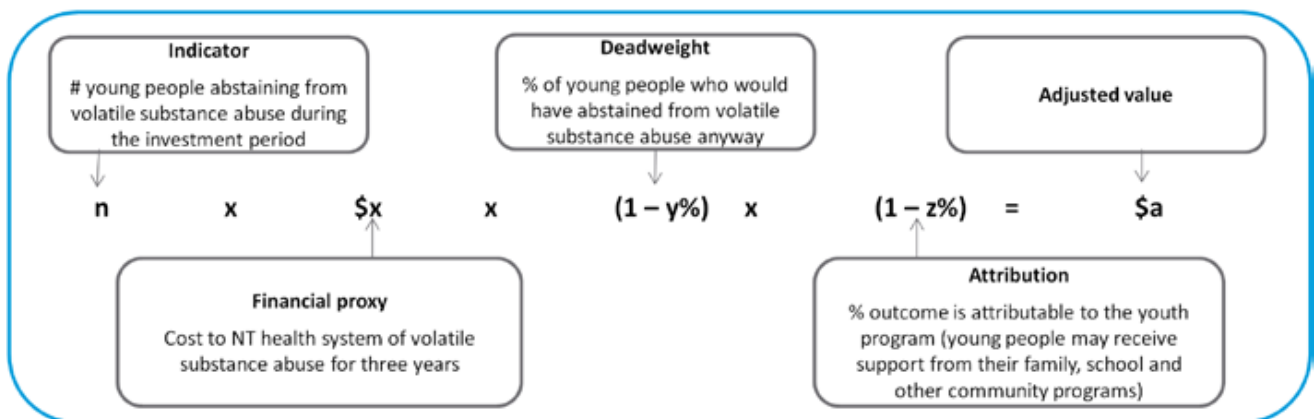 Indicator
# young people abstaining from
volatile substance abuse during
the investment period
Deadweight
% of young people who would
have abstained from volatile
substance abuse anyway
Adjusted value
n x $x x (1 – y%) x (1 – z%) = $a
Financial proxy
Cost to NT health system of volatile
substance abuse for three years
Attribution
% outcome is attributable to the youth
program (young people may receive
support from their family, school and
other community programs)